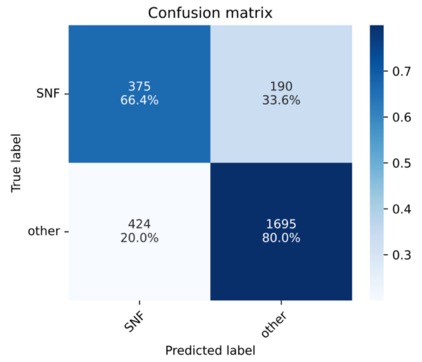 Confusion matrix
True label
SNF
375
66.4%
190
33.6%
other
424
20.0%
1695
80.0%
SNF
other
Predicted label
0.7
0.6
0.5
0.4
0.3